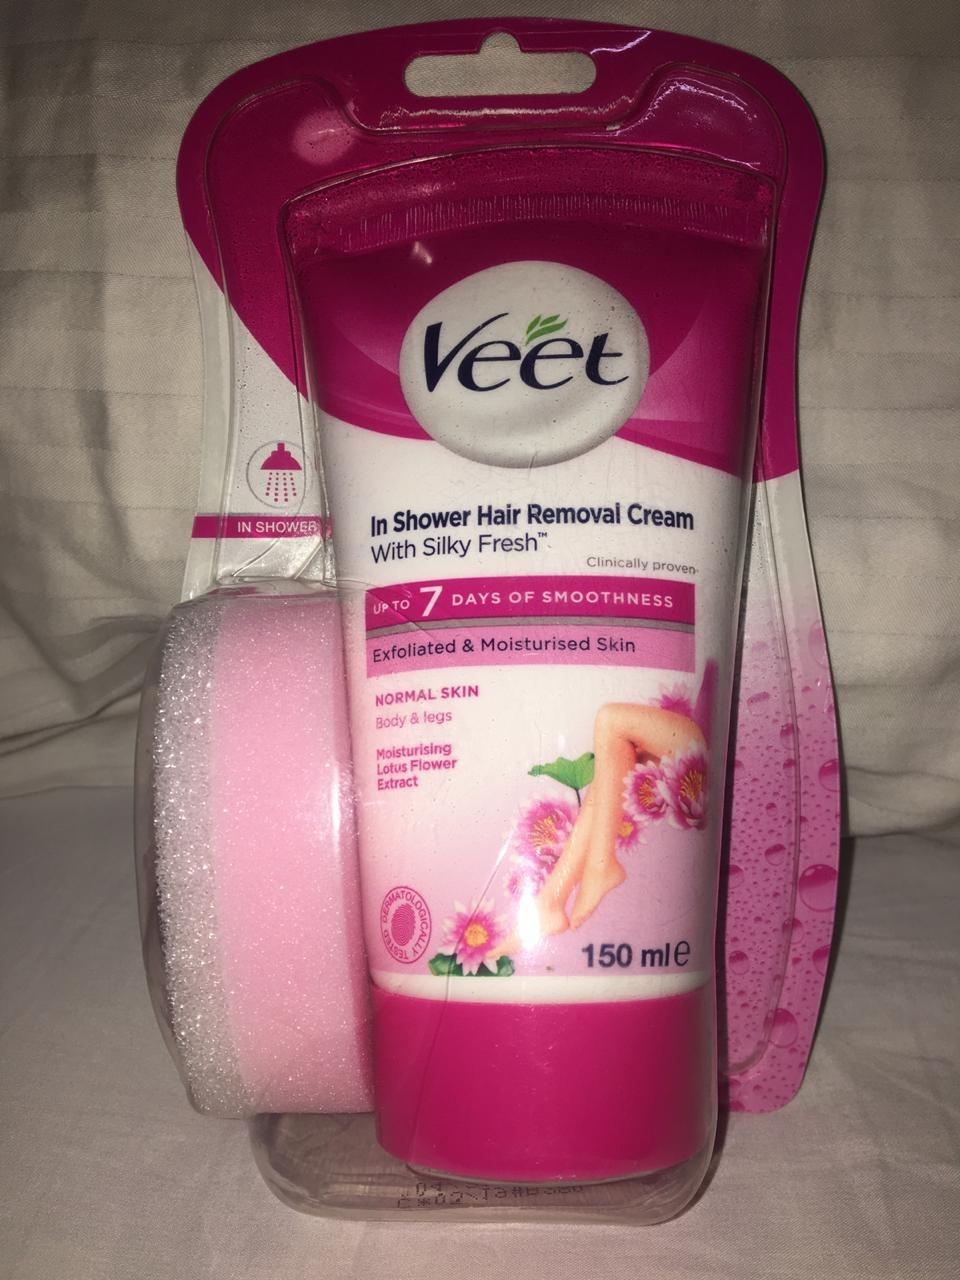 Veet
IN SHOWER
In Shower Hair Removal Cream
With Silky Fresh™
Clinically proven
UP TO 7 DAYS OF SMOOTHNESS
Exfoliated & Moisturised Skin
NORMAL SKIN
Body & legs
Moisturising
Lotus Flower
Extract
DERMATOLOGICALLY TESTED
150 ml ℮